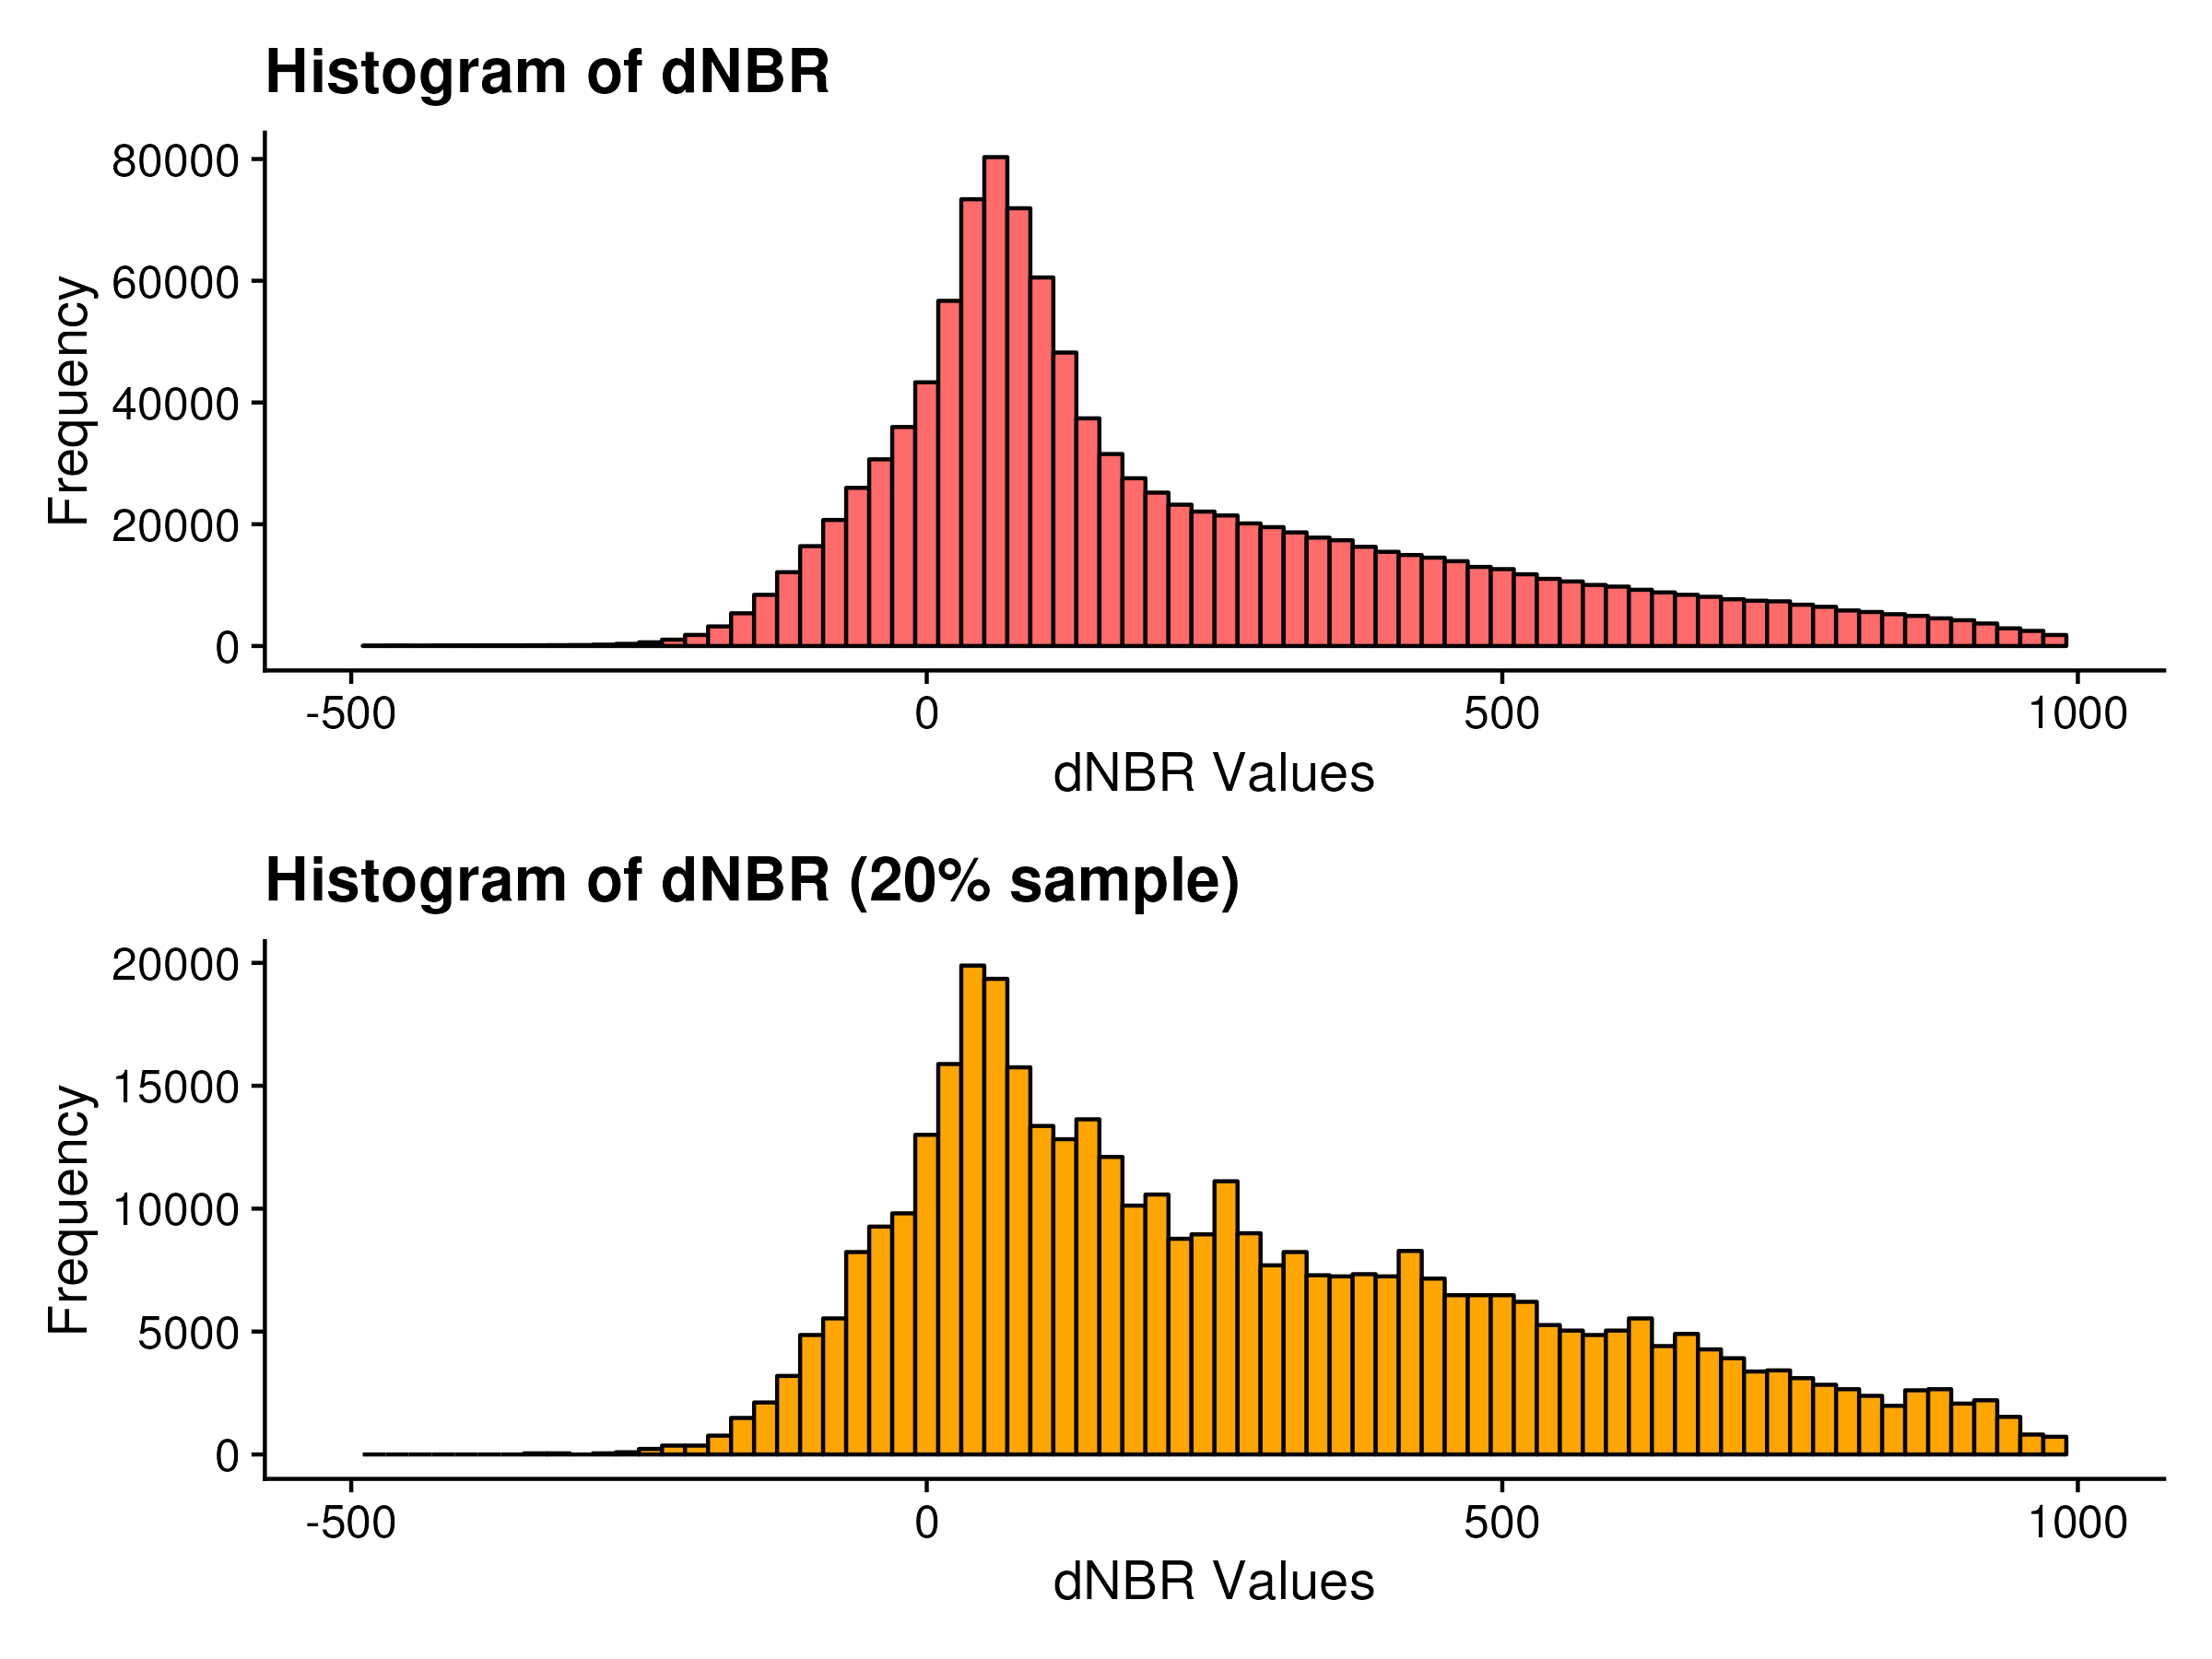 Histogram of dNBR
80000
60000
40000
20000
0
Frequency
-500 0 500 1000
dNBR Values
Histogram of dNBR (20% sample)
20000
15000
10000
5000
0
Frequency
-500 0 500 1000
dNBR Values